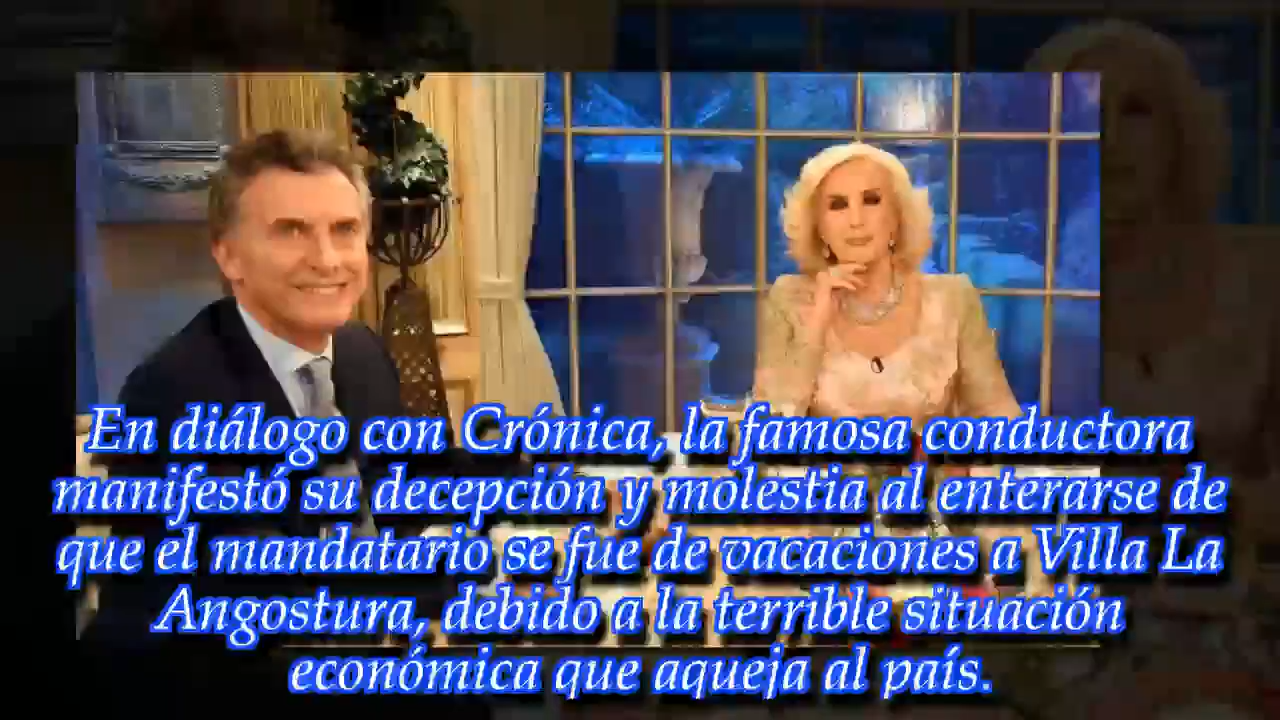 En diálogo con Crónica, la famosa conductora
manifestó su decepción y molestia al enterarse de
que el mandatario se fue de vacaciones a Villa La
Angostura, debido a la terrible situación
económica que aqueja al país.